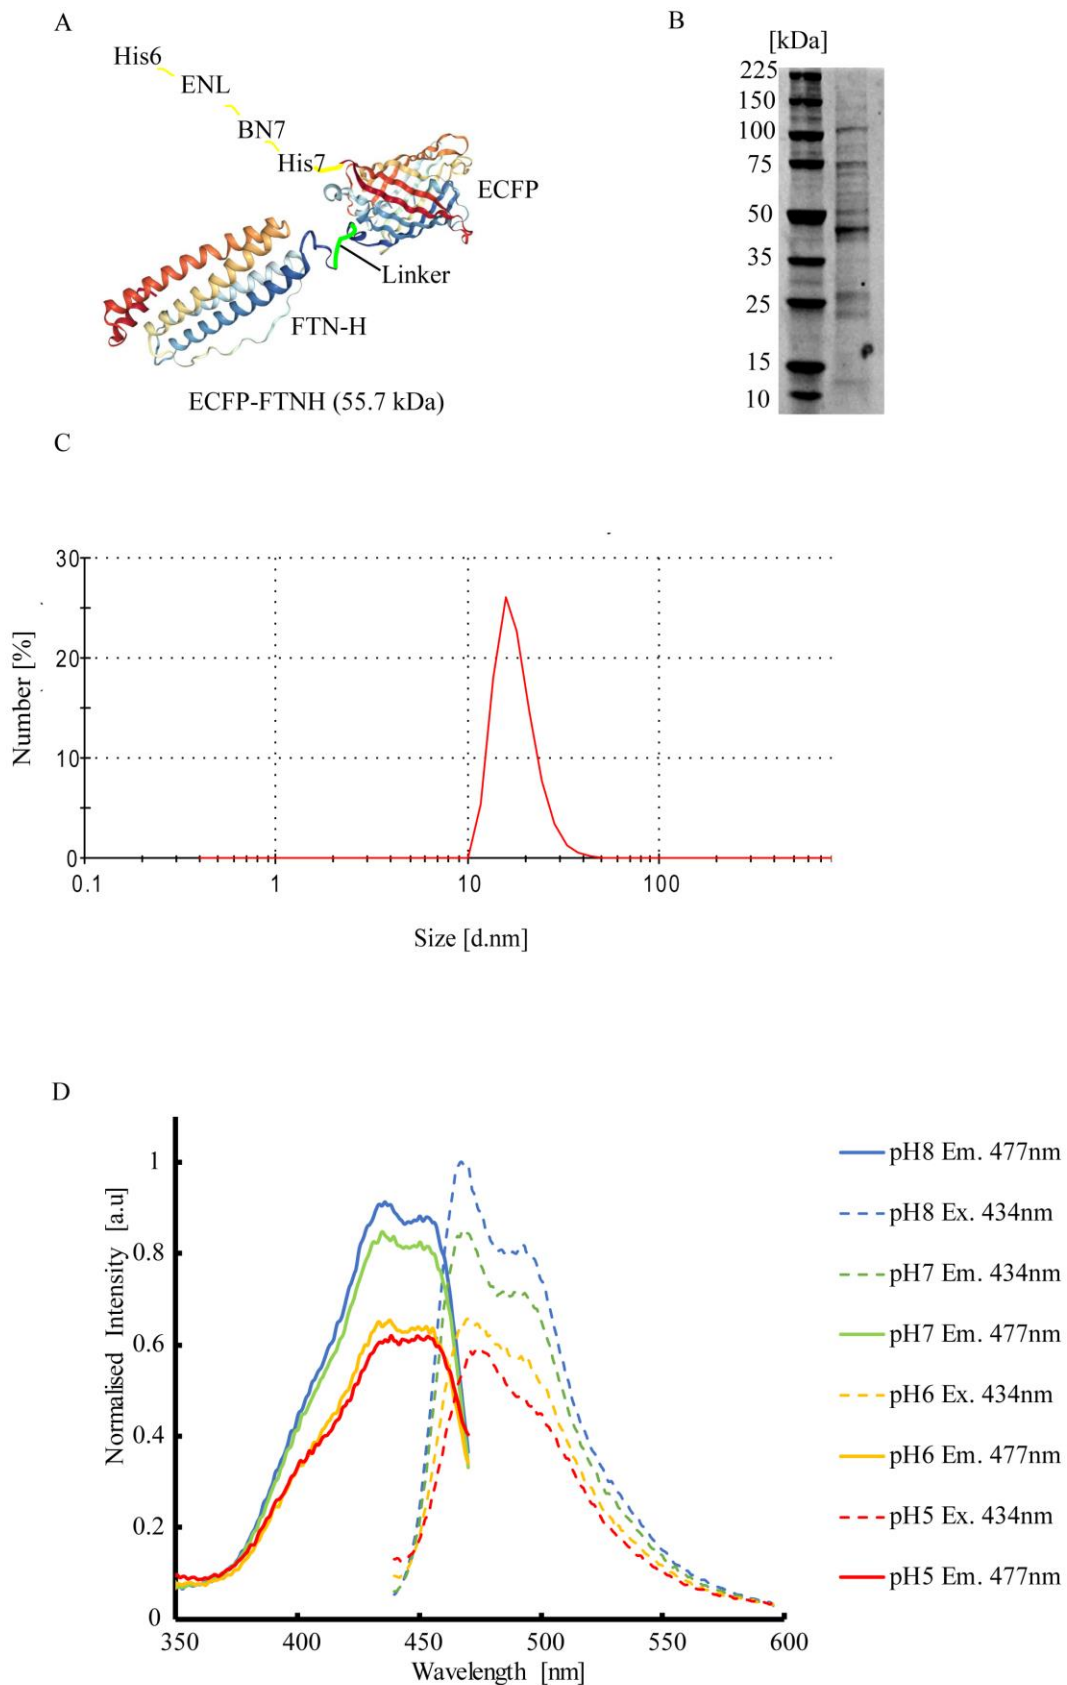 A
His6
ENL
BN7
His7
ECFP
Linker
FTN-H
ECFP-FTNH (55.7 kDa)
B
[kDa]
225
150
100
75
50
35
25
15
10
C
30
20
10
0
Number [%]
0.1 1 10 100
Size [d.nm]
D
1
0.8
0.6
0.4
0.2
0
Normalised Intensity [a.u]
350 400 450 500 550 600
Wavelength [nm]
pH8 Em. 477nm
pH8 Ex. 434nm
pH7 Em. 434nm
pH7 Em. 477nm
pH6 Ex. 434nm
pH6 Em. 477nm
pH5 Ex. 434nm
pH5 Em. 477nm